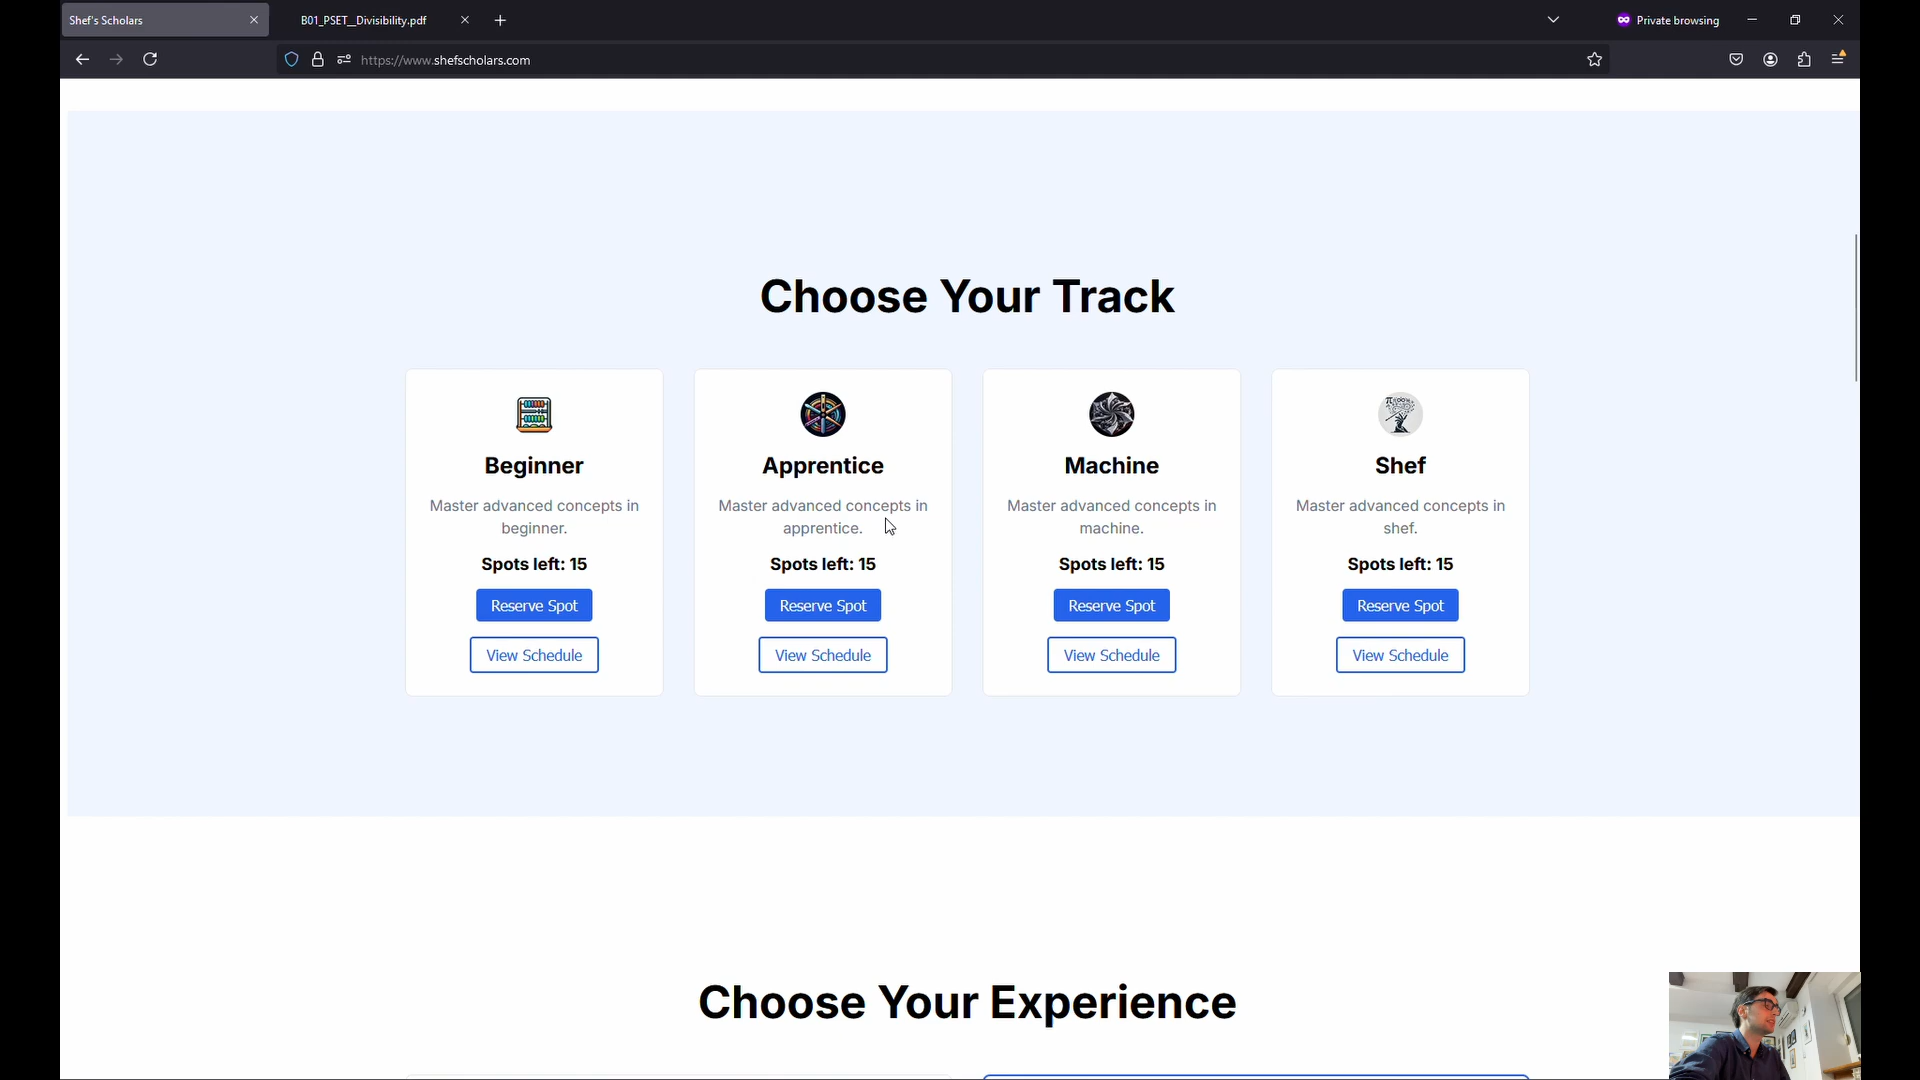 Shef's Scholars
B01_PSET__Divisibility.pdf
Private browsing
https://www.shefscholars.com
Choose Your Track
Beginner
Master advanced concepts in
beginner.
Spots left: 15
Reserve Spot
View Schedule
Apprentice
Master advanced concepts in
apprentice.
Spots left: 15
Reserve Spot
View Schedule
Machine
Master advanced concepts in
machine.
Spots left: 15
Reserve Spot
View Schedule
Shef
Master advanced concepts in
shef.
Spots left: 15
Reserve Spot
View Schedule
Choose Your Experience